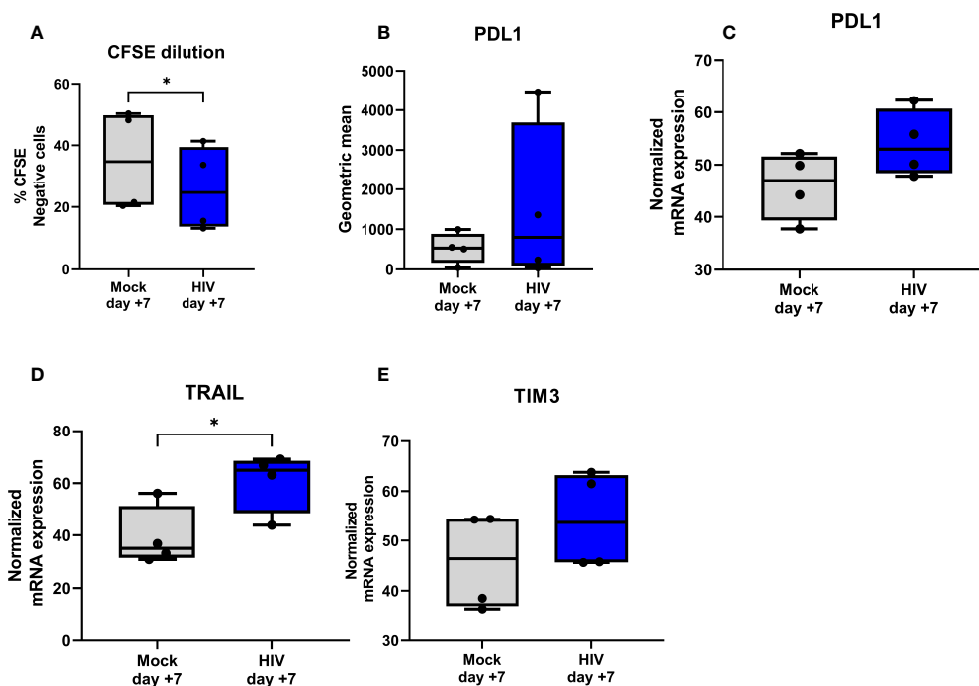 A
CFSE dilution
*
% CFSE
Negative cells
60
40
20
0
Mock
day +7
HIV
day +7
B
PDL1
Geometric mean
5000
4000
3000
2000
1000
0
Mock
day +7
HIV
day +7
C
PDL1
Normalized
mRNA expression
70
60
50
40
30
Mock
day +7
HIV
day +7
D
TRAIL
*
Normalized
mRNA expression
80
60
40
20
0
Mock
day +7
HIV
day +7
E
TIM3
Normalized
mRNA expression
70
60
50
40
30
Mock
day +7
HIV
day +7